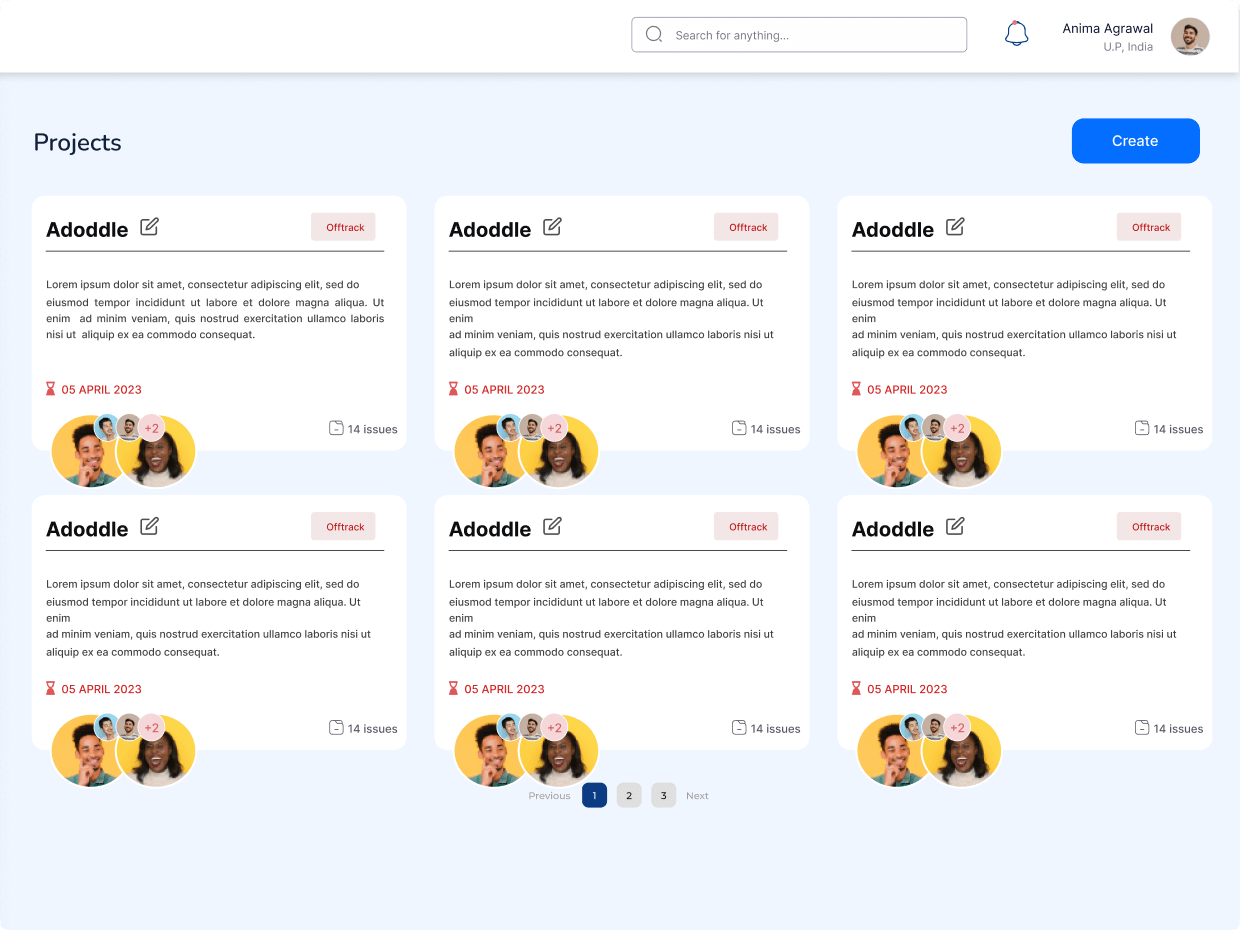 Search for anything...
Anima Agrawal
U.P, India
Projects
Create
Adoddle
Offtrack
Lorem ipsum dolor sit amet, consectetur adipiscing elit, sed do
eiusmod tempor incididunt ut labore et dolore magna aliqua. Ut
enim ad minim veniam, quis nostrud exercitation ullamco laboris
nisi ut aliquip ex ea commodo consequat.
05 APRIL 2023
+2
14 issues
Adoddle
Offtrack
Lorem ipsum dolor sit amet, consectetur adipiscing elit, sed do
eiusmod tempor incididunt ut labore et dolore magna aliqua. Ut
enim
ad minim veniam, quis nostrud exercitation ullamco laboris nisi ut
aliquip ex ea commodo consequat.
05 APRIL 2023
+2
14 issues
Adoddle
Offtrack
Lorem ipsum dolor sit amet, consectetur adipiscing elit, sed do
eiusmod tempor incididunt ut labore et dolore magna aliqua. Ut
enim
ad minim veniam, quis nostrud exercitation ullamco laboris nisi ut
aliquip ex ea commodo consequat.
05 APRIL 2023
+2
14 issues
Adoddle
Offtrack
Lorem ipsum dolor sit amet, consectetur adipiscing elit, sed do
eiusmod tempor incididunt ut labore et dolore magna aliqua. Ut
enim
ad minim veniam, quis nostrud exercitation ullamco laboris nisi ut
aliquip ex ea commodo consequat.
05 APRIL 2023
+2
14 issues
Adoddle
Offtrack
Lorem ipsum dolor sit amet, consectetur adipiscing elit, sed do
eiusmod tempor incididunt ut labore et dolore magna aliqua. Ut
enim
ad minim veniam, quis nostrud exercitation ullamco laboris nisi ut
aliquip ex ea commodo consequat.
05 APRIL 2023
+2
14 issues
Adoddle
Offtrack
Lorem ipsum dolor sit amet, consectetur adipiscing elit, sed do
eiusmod tempor incididunt ut labore et dolore magna aliqua. Ut
enim
ad minim veniam, quis nostrud exercitation ullamco laboris nisi ut
aliquip ex ea commodo consequat.
05 APRIL 2023
+2
14 issues
Previous 1 2 3 Next